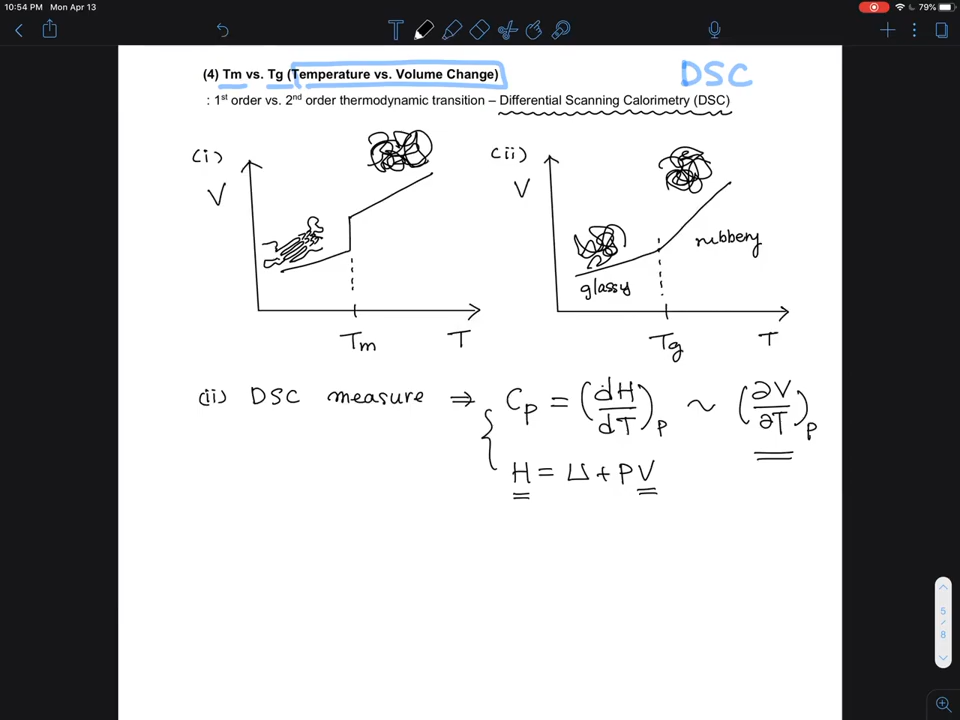 10:54 PM Mon Apr 13
79%
(4) Tm vs. Tg (Temperature vs. Volume Change)
DSC
: 1st order vs. 2nd order thermodynamic transition – Differential Scanning Calorimetry (DSC)
(i)
V
Tm
T
(ii)
V
glassy
rubbery
Tg
T
(ii) DSC measure ⇒ Cp = (dH/dT)p ~ (∂V/∂T)p
H = U + PV
5
/
8